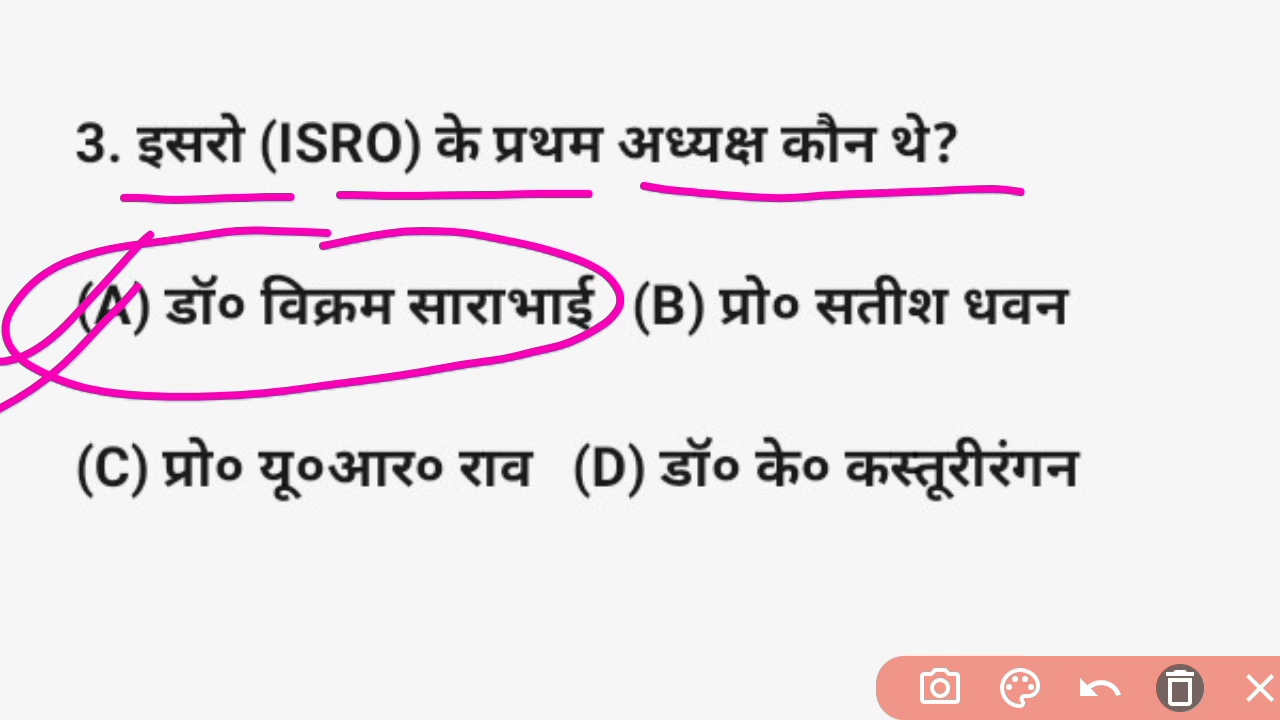 3. इसरो (ISRO) के प्रथम अध्यक्ष कौन थे?
(A) डॉ० विक्रम साराभाई (B) प्रो० सतीश धवन
(C) प्रो० यू०आर० राव (D) डॉ० के० कस्तूरीरंगन